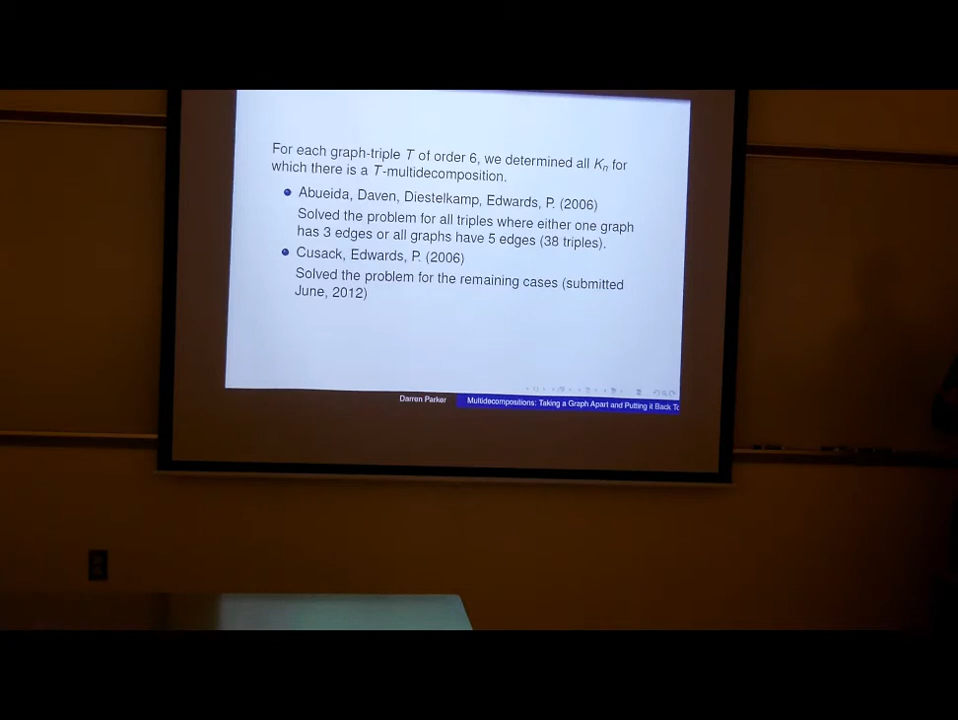 For each graph-triple T of order 6, we determined all Kn for
which there is a T-multidecomposition.
Abueida, Daven, Diestelkamp, Edwards, P. (2006)
Solved the problem for all triples where either one graph
has 3 edges or all graphs have 5 edges (38 triples).
Cusack, Edwards, P. (2006)
Solved the problem for the remaining cases (submitted
June, 2012)
Darren Parker
Multidecompositions: Taking a Graph Apart and Putting it Back To